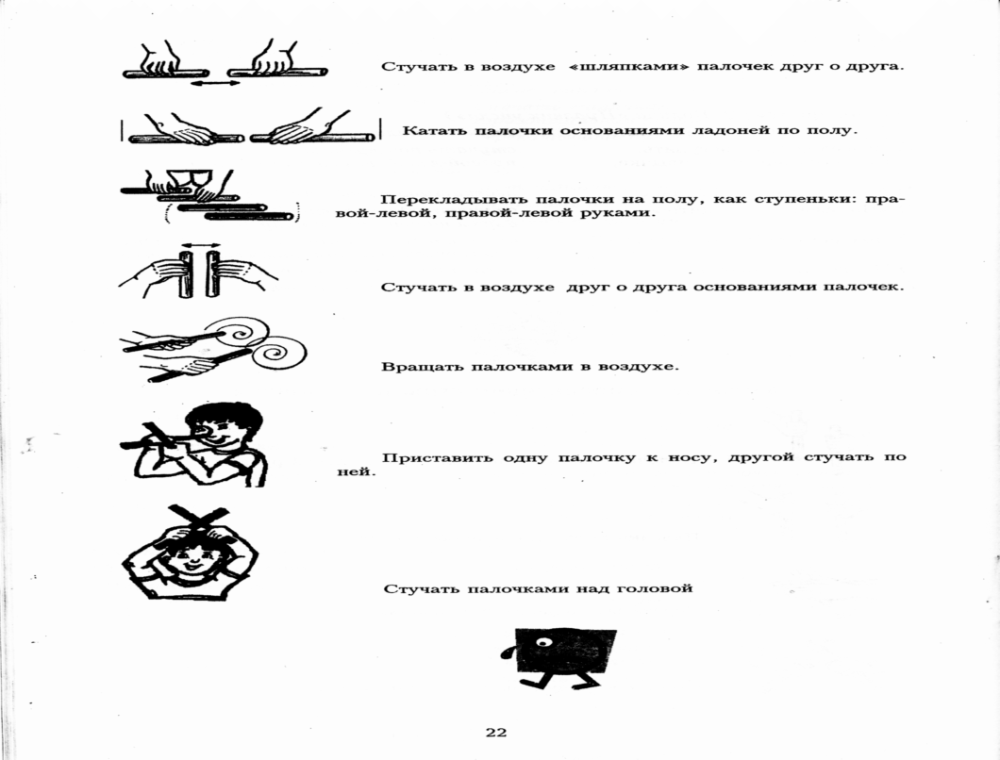 Стучать в воздухе «шляпками» палочек друг о друга.
Катать палочки основаниями ладоней по полу.
Перекладывать палочки на полу, как ступеньки: пра-
вой-левой, правой-левой руками.
Стучать в воздухе друг о друга основаниями палочек.
Вращать палочками в воздухе.
Приставить одну палочку к носу, другой стучать по
ней.
Стучать палочками над головой
22